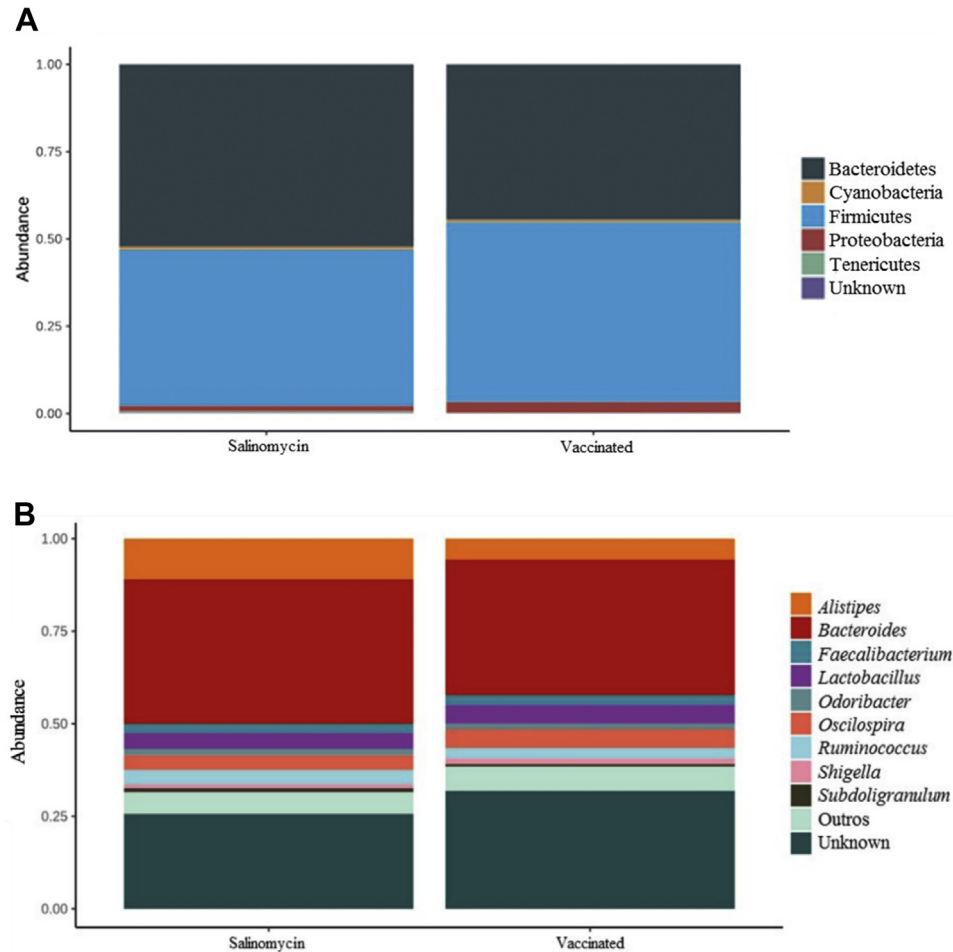 A
1.00
0.75
0.50
0.25
0.00
Abundance
Salinomycin
Vaccinated
Bacteroidetes
Cyanobacteria
Firmicutes
Proteobacteria
Tenericutes
Unknown
B
1.00
0.75
0.50
0.25
0.00
Abundance
Salinomycin
Vaccinated
Alistipes
Bacteroides
Faecalibacterium
Lactobacillus
Odoribacter
Oscilospira
Ruminococcus
Shigella
Subdoligranulum
Outros
Unknown